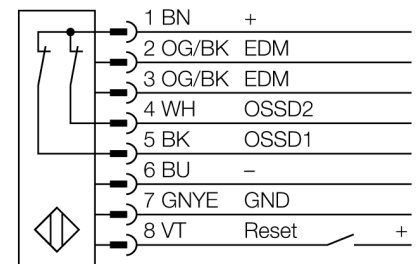 1 BN +
2 OG/BK EDM
3 OG/BK EDM
4 WH OSSD2
5 BK OSSD1
6 BU –
7 GNYE GND
8 VT Reset +